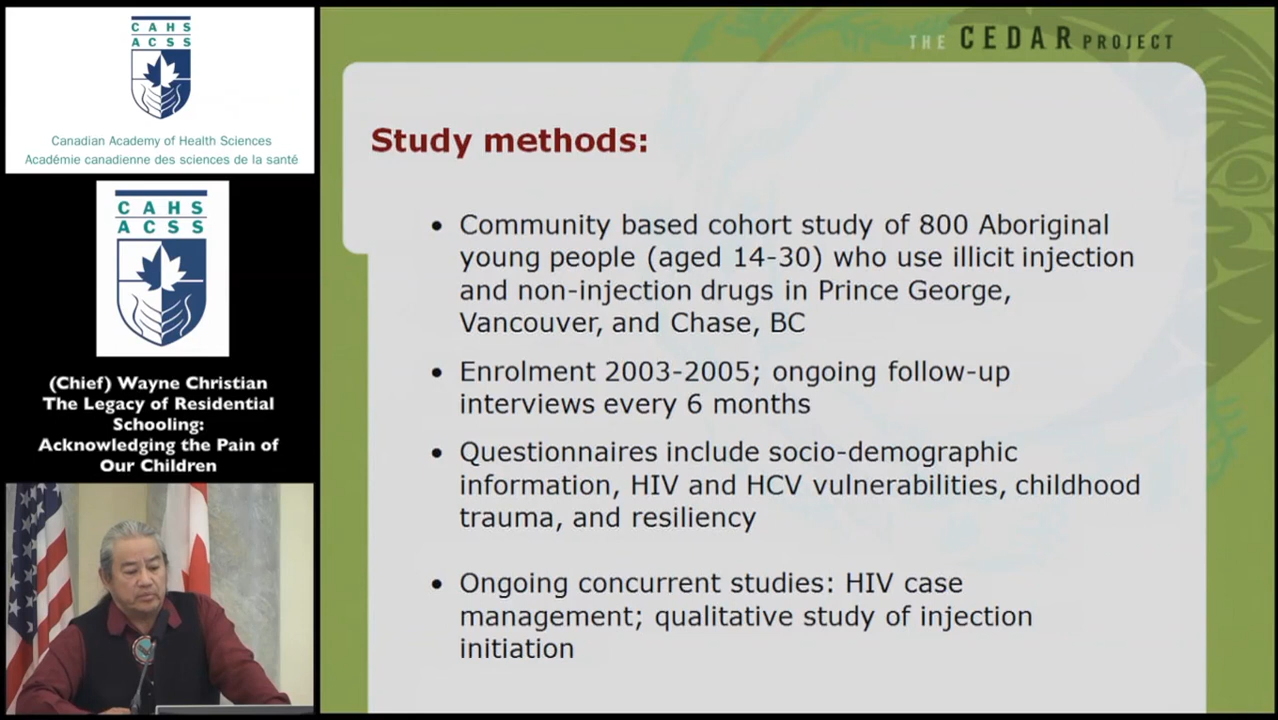 CAHS
ACSS
Canadian Academy of Health Sciences
Académie canadienne des sciences de la santé
CAHS
ACSS
(Chief) Wayne Christian
The Legacy of Residential
Schooling:
Acknowledging the Pain of
Our Children
THE CEDAR PROJECT
Study methods:
• Community based cohort study of 800 Aboriginal
young people (aged 14-30) who use illicit injection
and non-injection drugs in Prince George,
Vancouver, and Chase, BC
• Enrolment 2003-2005; ongoing follow-up
interviews every 6 months
• Questionnaires include socio-demographic
information, HIV and HCV vulnerabilities, childhood
trauma, and resiliency
• Ongoing concurrent studies: HIV case
management; qualitative study of injection
initiation